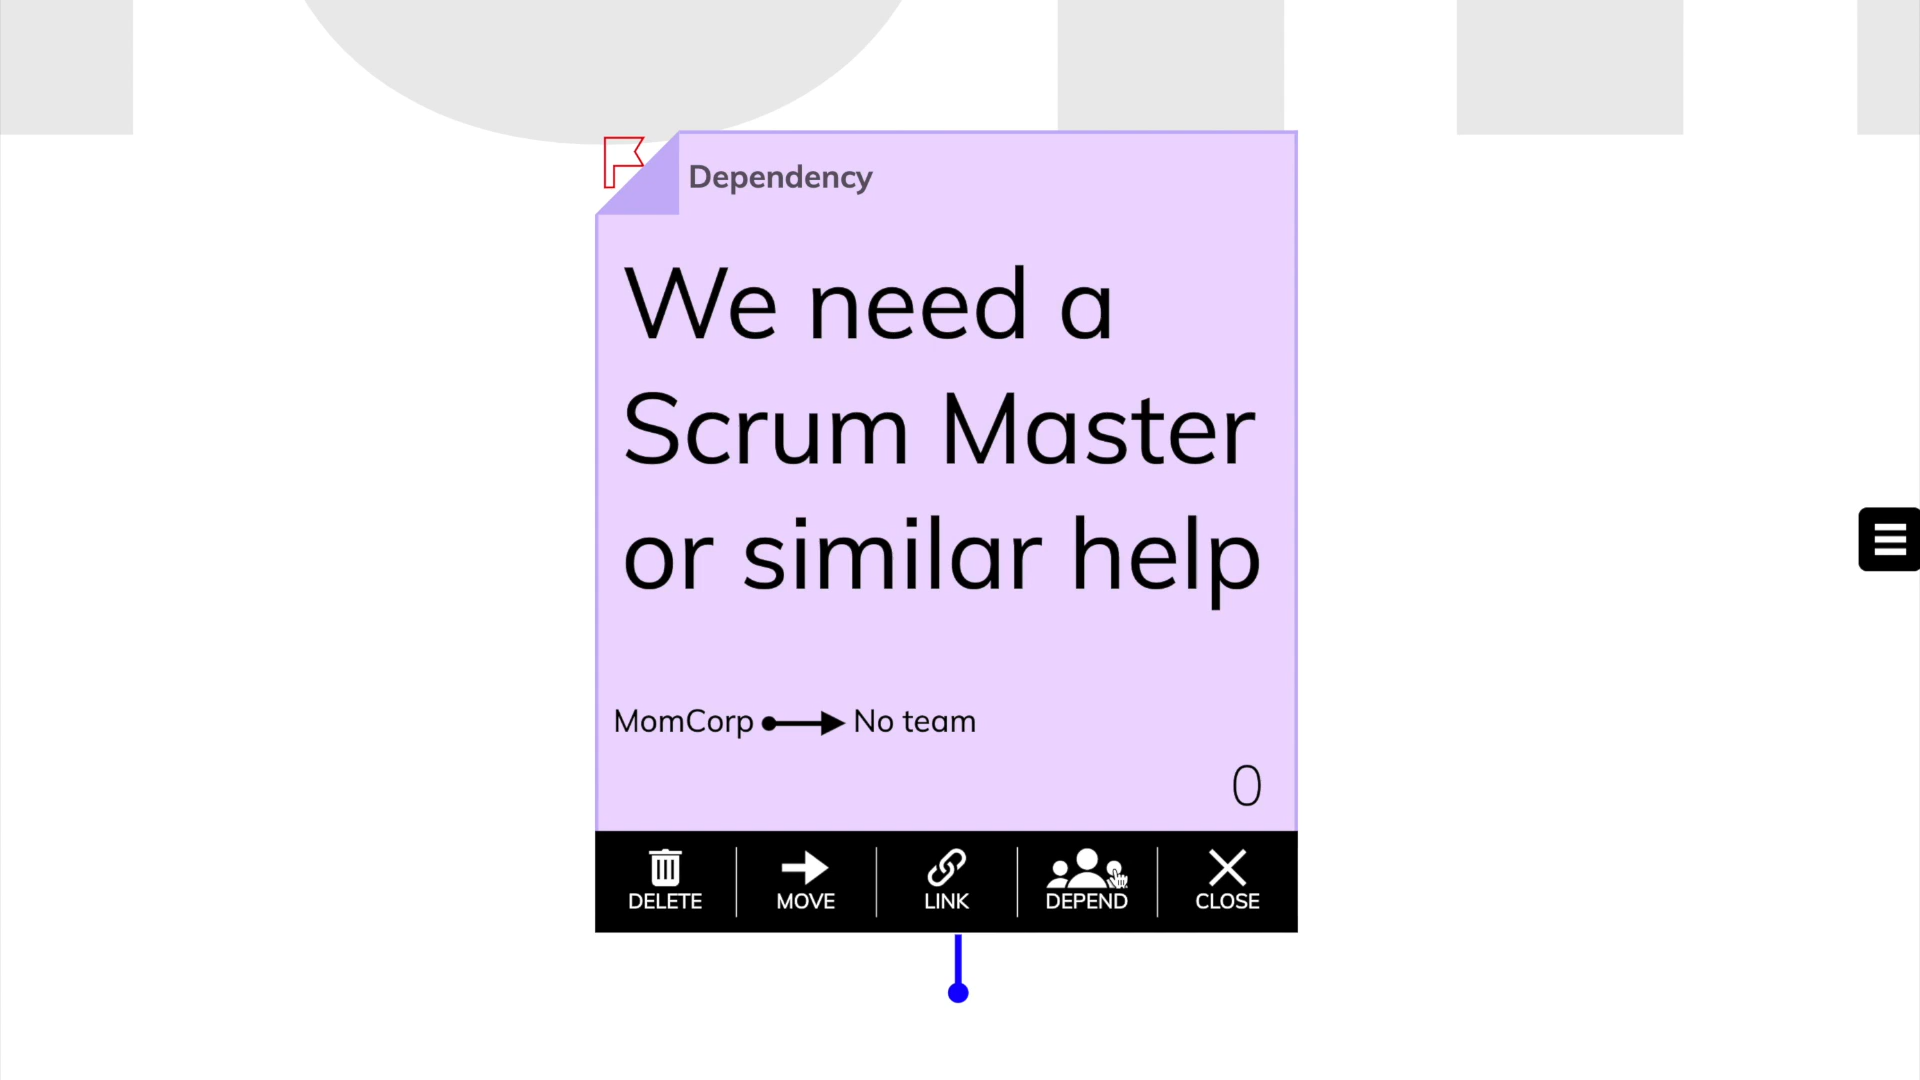 Dependency
We need a
Scrum Master
or similar help
MomCorp No team
0
DELETE MOVE LINK DEPEND CLOSE